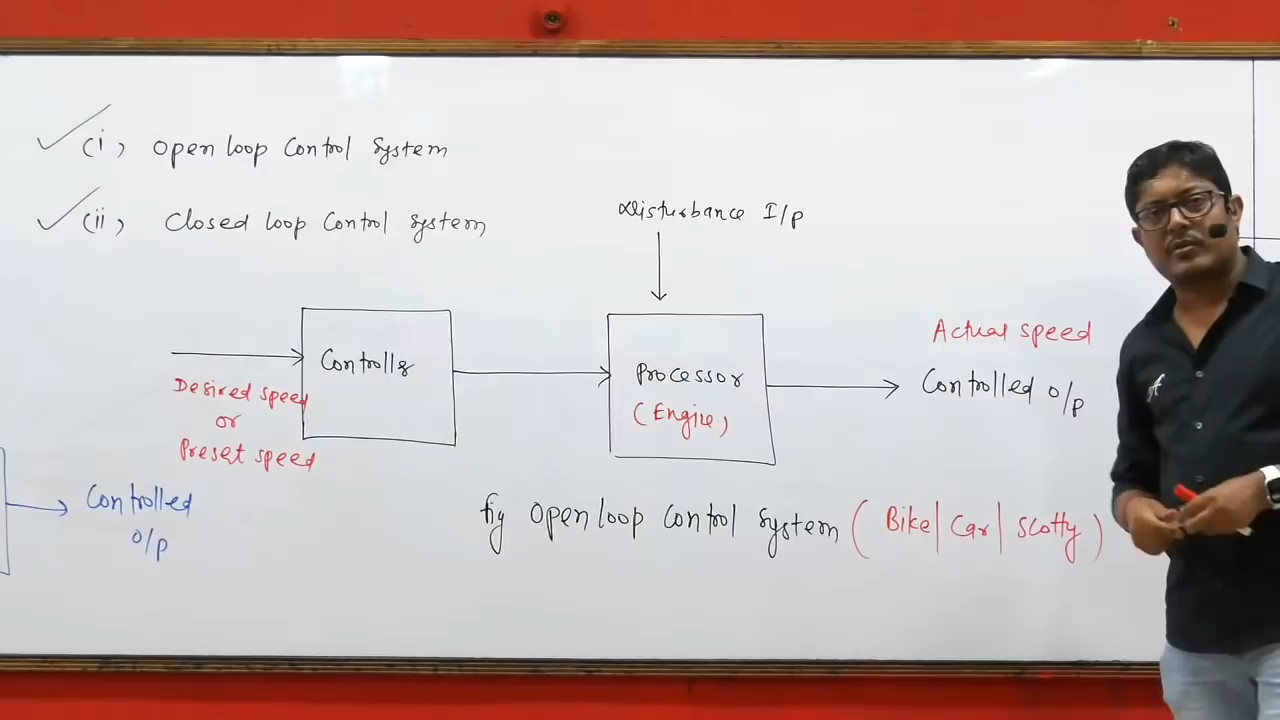 (i), Open loop Control System
(ii), Closed loop Control System
Disturbance I/p
Controller
Processor
(Engine)
Desired speed
or
Preset speed
Actual speed
Controlled o/p
Controlled
o/p
fig Open loop Control System (Bike|Car|Scotty)